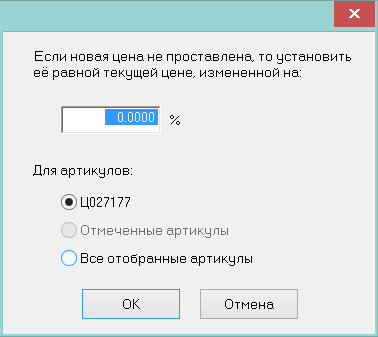 Если новая цена не проставлена, то установить
её равной текущей цене, измененной на:
0.0000 %
Для артикулов:
Ц027177
Отмеченные артикулы
Все отобранные артикулы
ОК Отмена